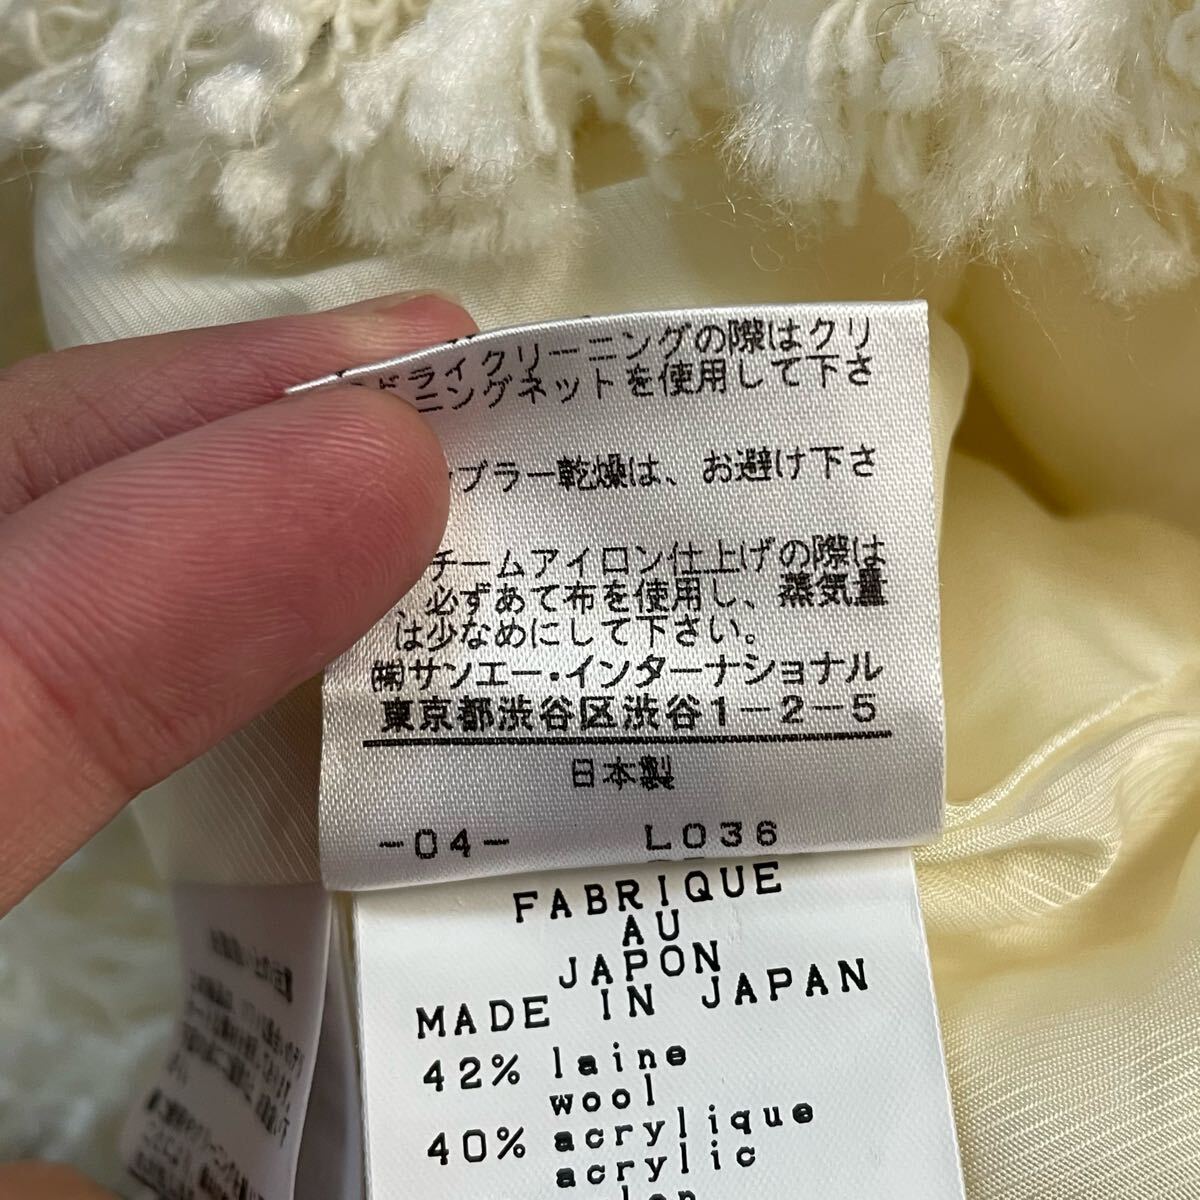 ドライクリーニングの際はクリ
ニングネットを使用して下さ
ンブラー乾燥は、お避け下さ
チームアイロン仕上げの際は
、必ずあて布を使用し、蒸気量
は少なめにして下さい。
㈱サンエー・インターナショナル
東京都渋谷区渋谷1-2-5
日本製
-04- L036
FABRIQUE
AU
JAPON
MADE IN JAPAN
42% laine
wool
40% acrylique
acrylic